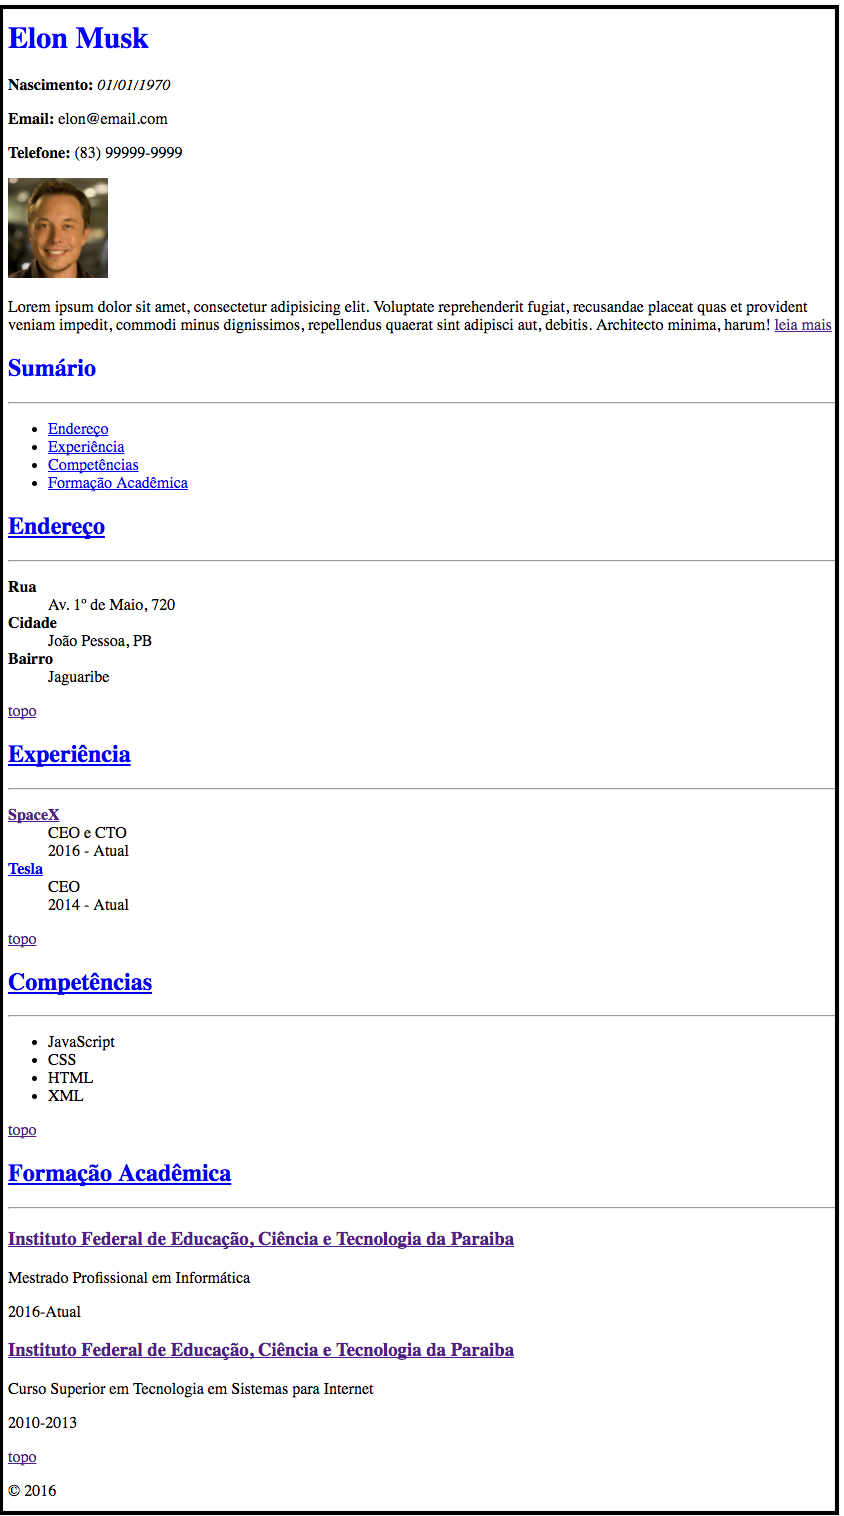 Elon Musk
Nascimento: 01/01/1970
Email: elon@email.com
Telefone: (83) 99999-9999
Lorem ipsum dolor sit amet, consectetur adipisicing elit. Voluptate reprehenderit fugiat, recusandae placeat quas et provident
veniam impedit, commodi minus dignissimos, repellendus quaerat sint adipisci aut, debitis. Architecto minima, harum! leia mais
Sumário
• Endereço
• Experiência
• Competências
• Formação Acadêmica
Endereço
Rua
Av. 1º de Maio, 720
Cidade
João Pessoa, PB
Bairro
Jaguaribe
topo
Experiência
SpaceX
CEO e CTO
2016 - Atual
Tesla
CEO
2014 - Atual
topo
Competências
• JavaScript
• CSS
• HTML
• XML
topo
Formação Acadêmica
Instituto Federal de Educação, Ciência e Tecnologia da Paraiba
Mestrado Profissional em Informática
2016-Atual
Instituto Federal de Educação, Ciência e Tecnologia da Paraiba
Curso Superior em Tecnologia em Sistemas para Internet
2010-2013
topo
© 2016